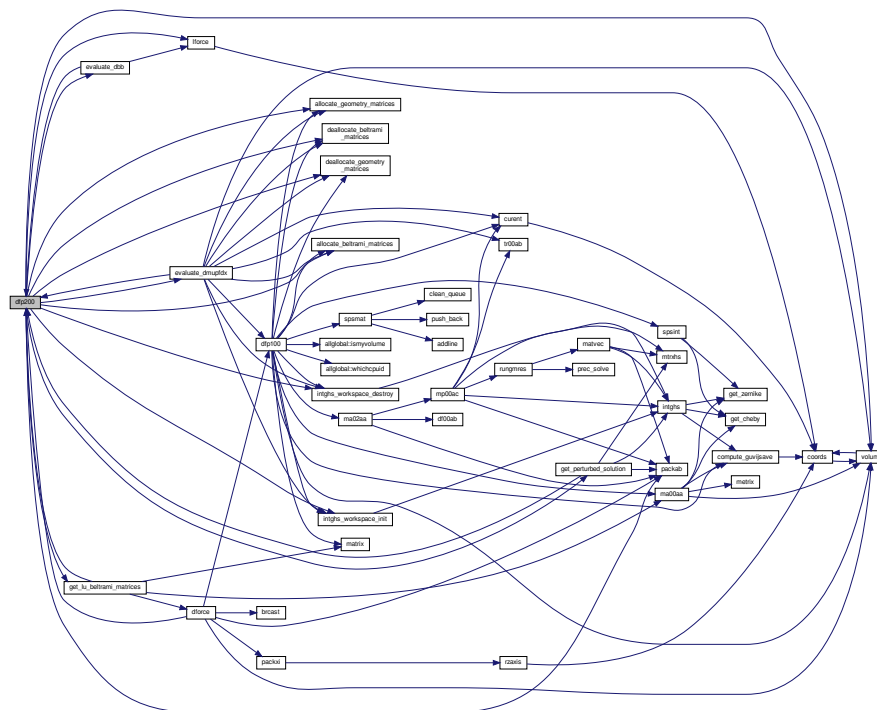 lforce
evaluate_dbb
allocate_geometry_matrices
deallocate_beltrami
_matrices
deallocate_geometry
_matrices
curent
allocate_beltrami_matrices
tr00ab
evaluate_dmupfdx
dfp200
clean_queue
spsmat
push_back
spsint
dfp100
allglobal::ismyvolume
addline
matvec
mtrxhs
allglobal::whichcpuid
rungmres
prec_solve
intghs_workspace_destroy
mp00ac
get_zernike
intghs
ma02aa
df00ab
get_cheby
compute_guvijsave
coords
volume
get_perturbed_solution
packab
metrix
ma00aa
intghs_workspace_init
matrix
get_lu_beltrami_matrices
dforce
brcast
packxi
rzaxis